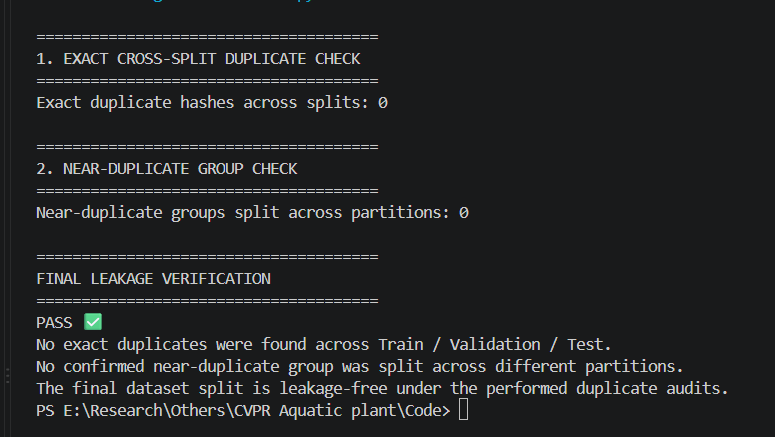 ======================================
1. EXACT CROSS-SPLIT DUPLICATE CHECK
======================================
Exact duplicate hashes across splits: 0
======================================
2. NEAR-DUPLICATE GROUP CHECK
======================================
Near-duplicate groups split across partitions: 0
======================================
FINAL LEAKAGE VERIFICATION
======================================
PASS ✅
No exact duplicates were found across Train / Validation / Test.
No confirmed near-duplicate group was split across different partitions.
The final dataset split is leakage-free under the performed duplicate audits.
PS E:\Research\Others\CVPR Aquatic plant\Code>